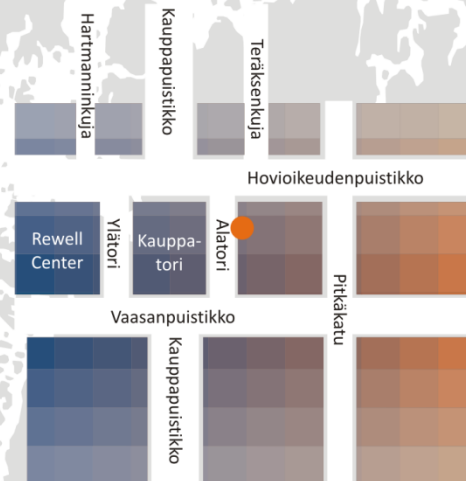 Hartmanninkuja
Kauppapuistikko
Teräksenkuja
Hovioikeudenpuistikko
Rewell
Center
Ylätori
Kauppa-
tori
Alatori
Pitkäkatu
Vaasanpuistikko
Kauppapuistikko